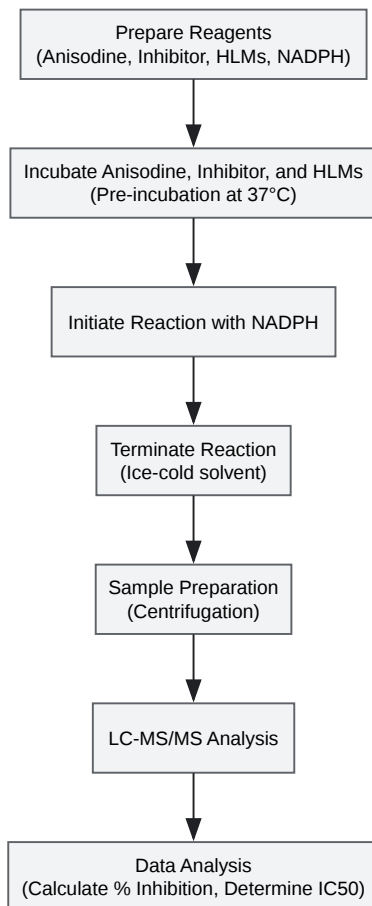 Prepare Reagents
(Anisodine, Inhibitor, HLMs, NADPH)
Incubate Anisodine, Inhibitor, and HLMs
(Pre-incubation at 37°C)
Initiate Reaction with NADPH
Terminate Reaction
(Ice-cold solvent)
Sample Preparation
(Centrifugation)
LC-MS/MS Analysis
Data Analysis
(Calculate % Inhibition, Determine IC50)